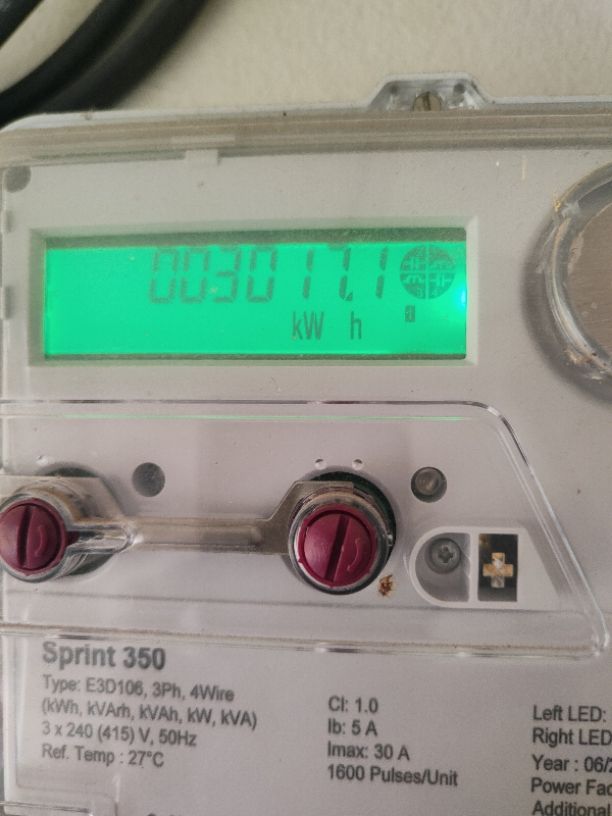 003017.1
kW h
Sprint 350
Type: E3D106, 3Ph, 4Wire
(kWh, kVArh, kVAh, kW, kVA)
3 x 240 (415) V, 50Hz
Ref. Temp : 27°C
Cl: 1.0
Ib: 5 A
Imax: 30 A
1600 Pulses/Unit
Left LED:
Right LED
Year : 06/
Power Fac
Additional